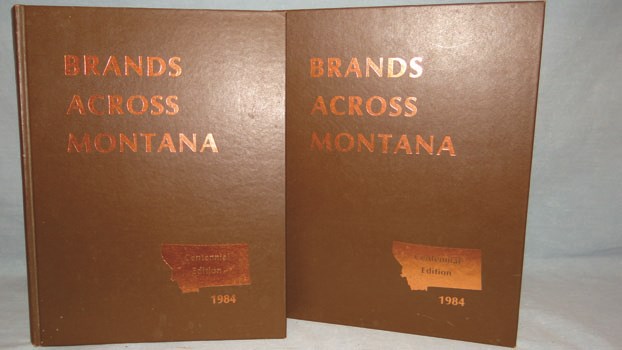 BRANDS
ACROSS
MONTANA
Centennial
Edition
1984
BRANDS
ACROSS
MONTANA
Centennial
Edition
1984